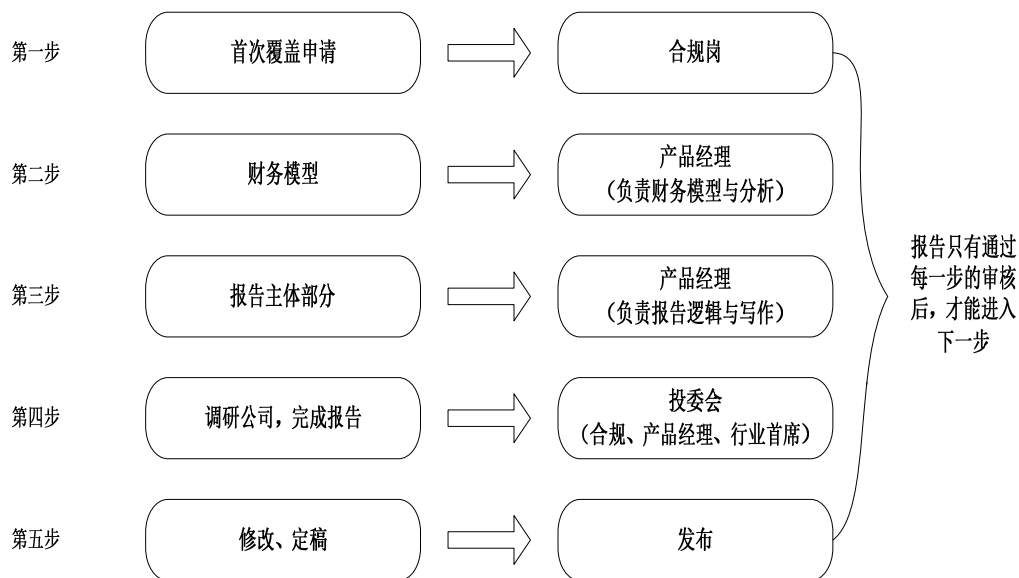 第一步
首次覆盖申请
合规岗
第二步
财务模型
产品经理
（负责财务模型与分析）
第三步
报告主体部分
产品经理
（负责报告逻辑与写作）
第四步
调研公司，完成报告
投委会
（合规、产品经理、行业首席）
第五步
修改、定稿
发布
报告只有通过
每一步的审核
后，才能进入
下一步